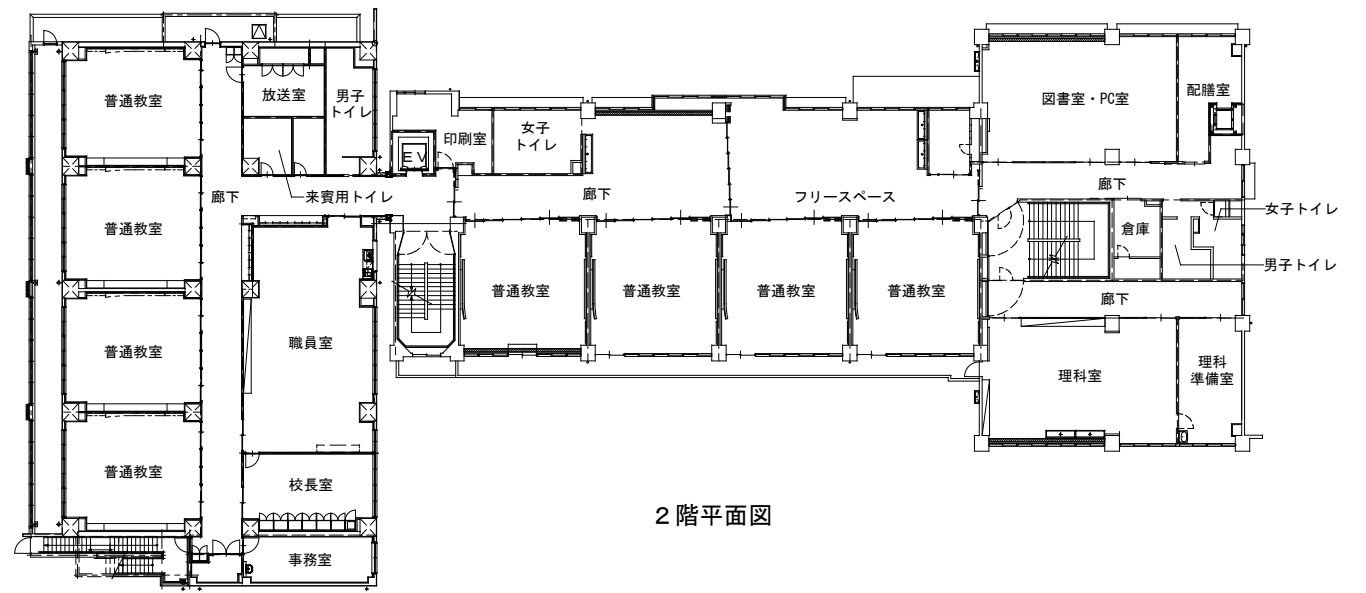 普通教室
放送室
男子
トイレ
来賓用トイレ
廊下
普通教室
普通教室
普通教室
職員室
校長室
事務室
EV
印刷室
女子
トイレ
廊下
フリースペース
普通教室
普通教室
普通教室
普通教室
図書室・PC室
配膳室
廊下
倉庫
女子トイレ
男子トイレ
廊下
理科室
理科
準備室
2階平面図